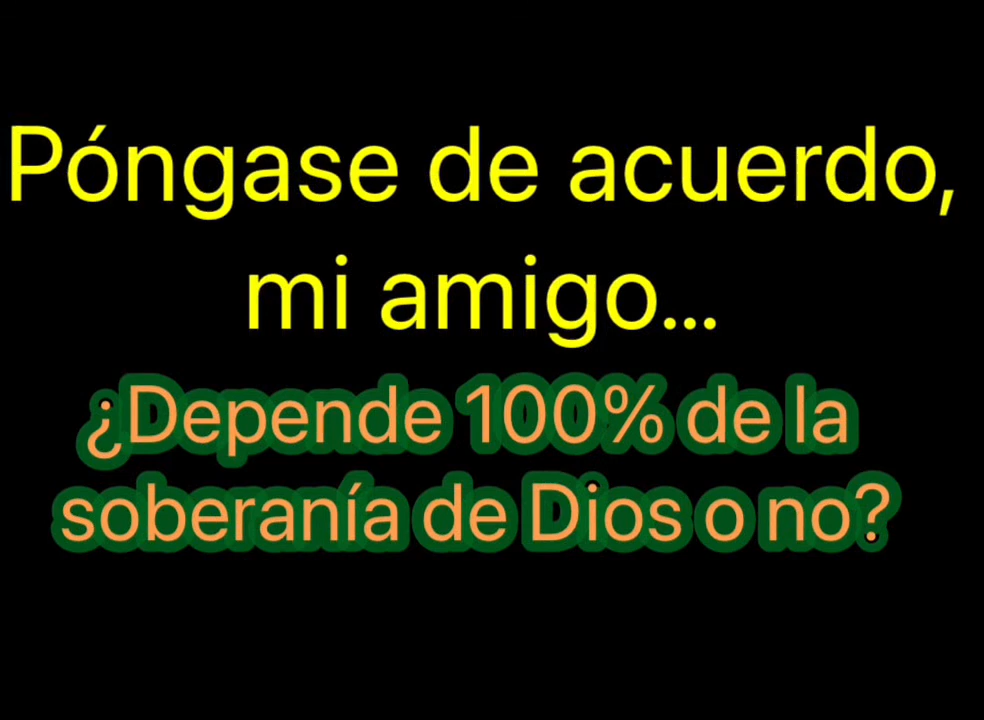 Póngase de acuerdo,
mi amigo...
¿Depende 100% de la
soberanía de Dios o no?